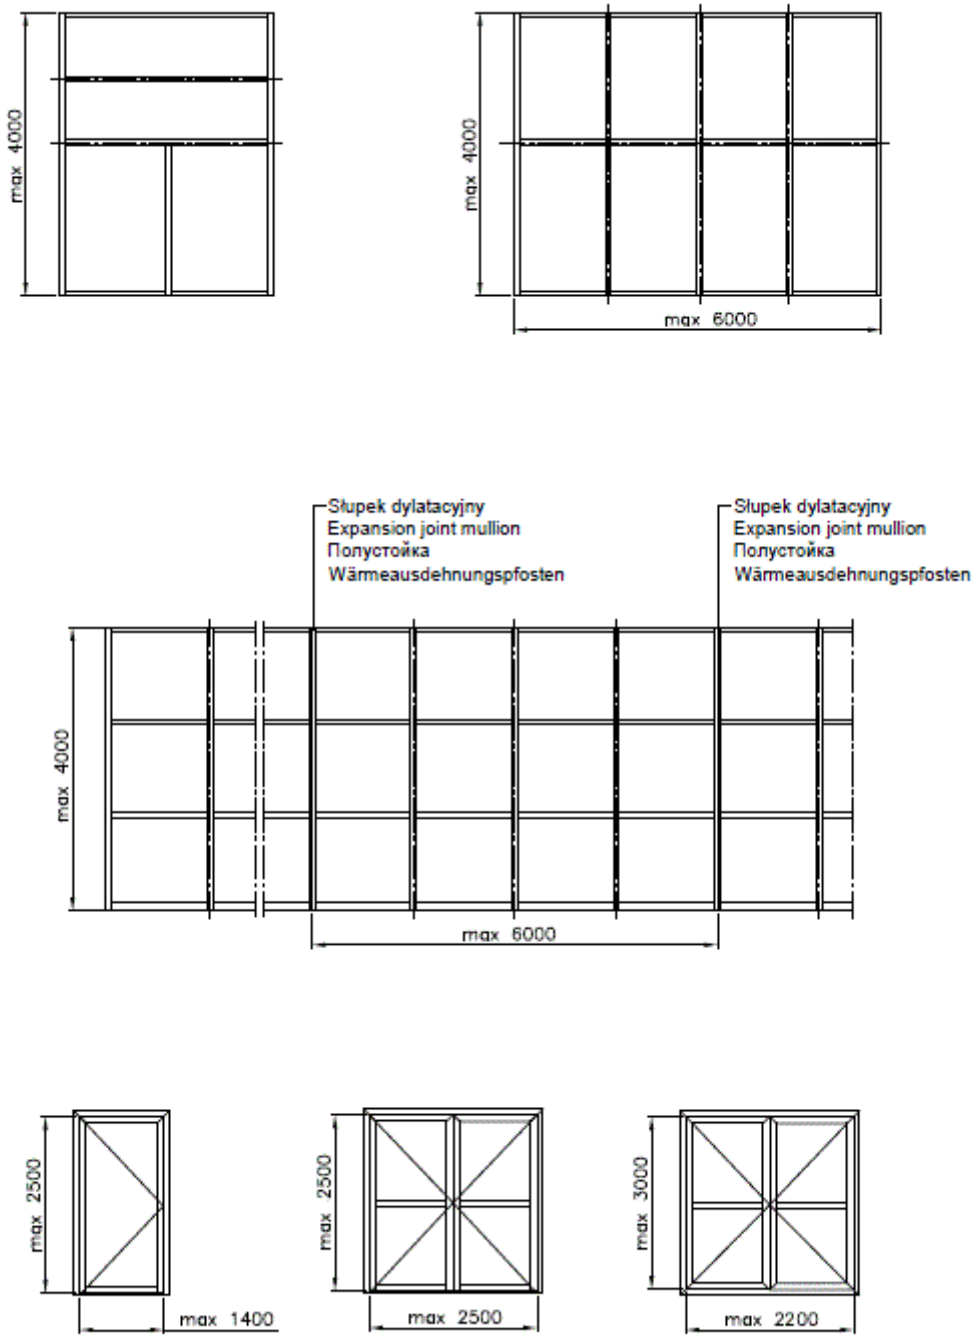 max 4000
max 4000
max 6000
Słupek dylatacyjny
Expansion joint mullion
Полустойка
Wärmeausdehnungspfosten
Słupek dylatacyjny
Expansion joint mullion
Полустойка
Wärmeausdehnungspfosten
max 4000
max 6000
max 2500
max 1400
max 2500
max 2500
max 3000
max 2200